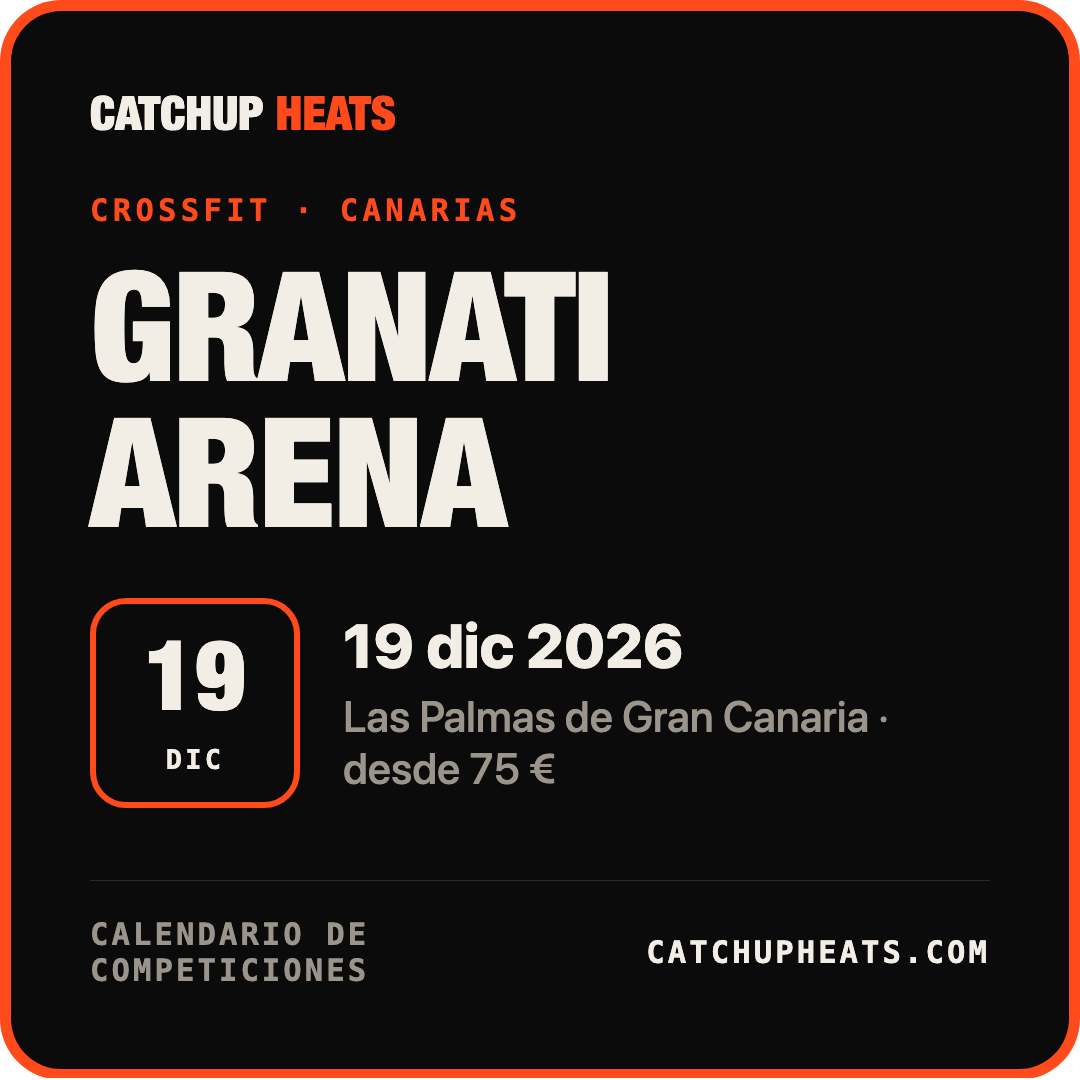 CATCHUP HEATS
CROSSFIT · CANARIAS
GRANATI
ARENA
19
DIC
19 dic 2026
Las Palmas de Gran Canaria ·
desde 75 €
CALENDARIO DE
COMPETICIONES
CATCHUPHEATS.COM